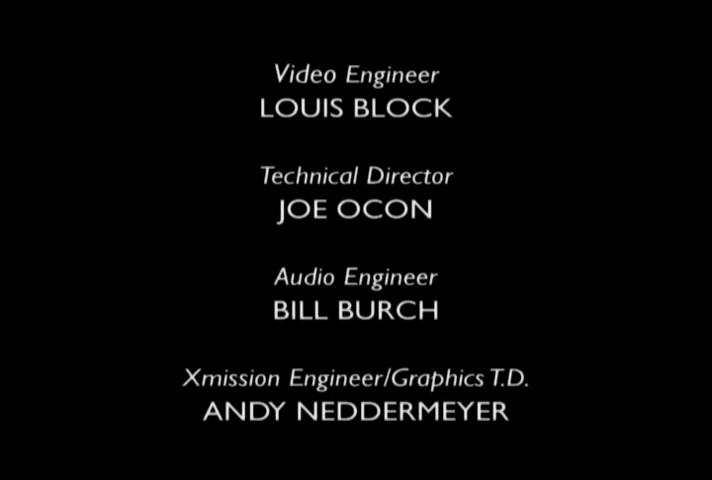 Video Engineer
LOUIS BLOCK
Technical Director
JOE OCON
Audio Engineer
BILL BURCH
Xmission Engineer/Graphics T.D.
ANDY NEDDERMEYER